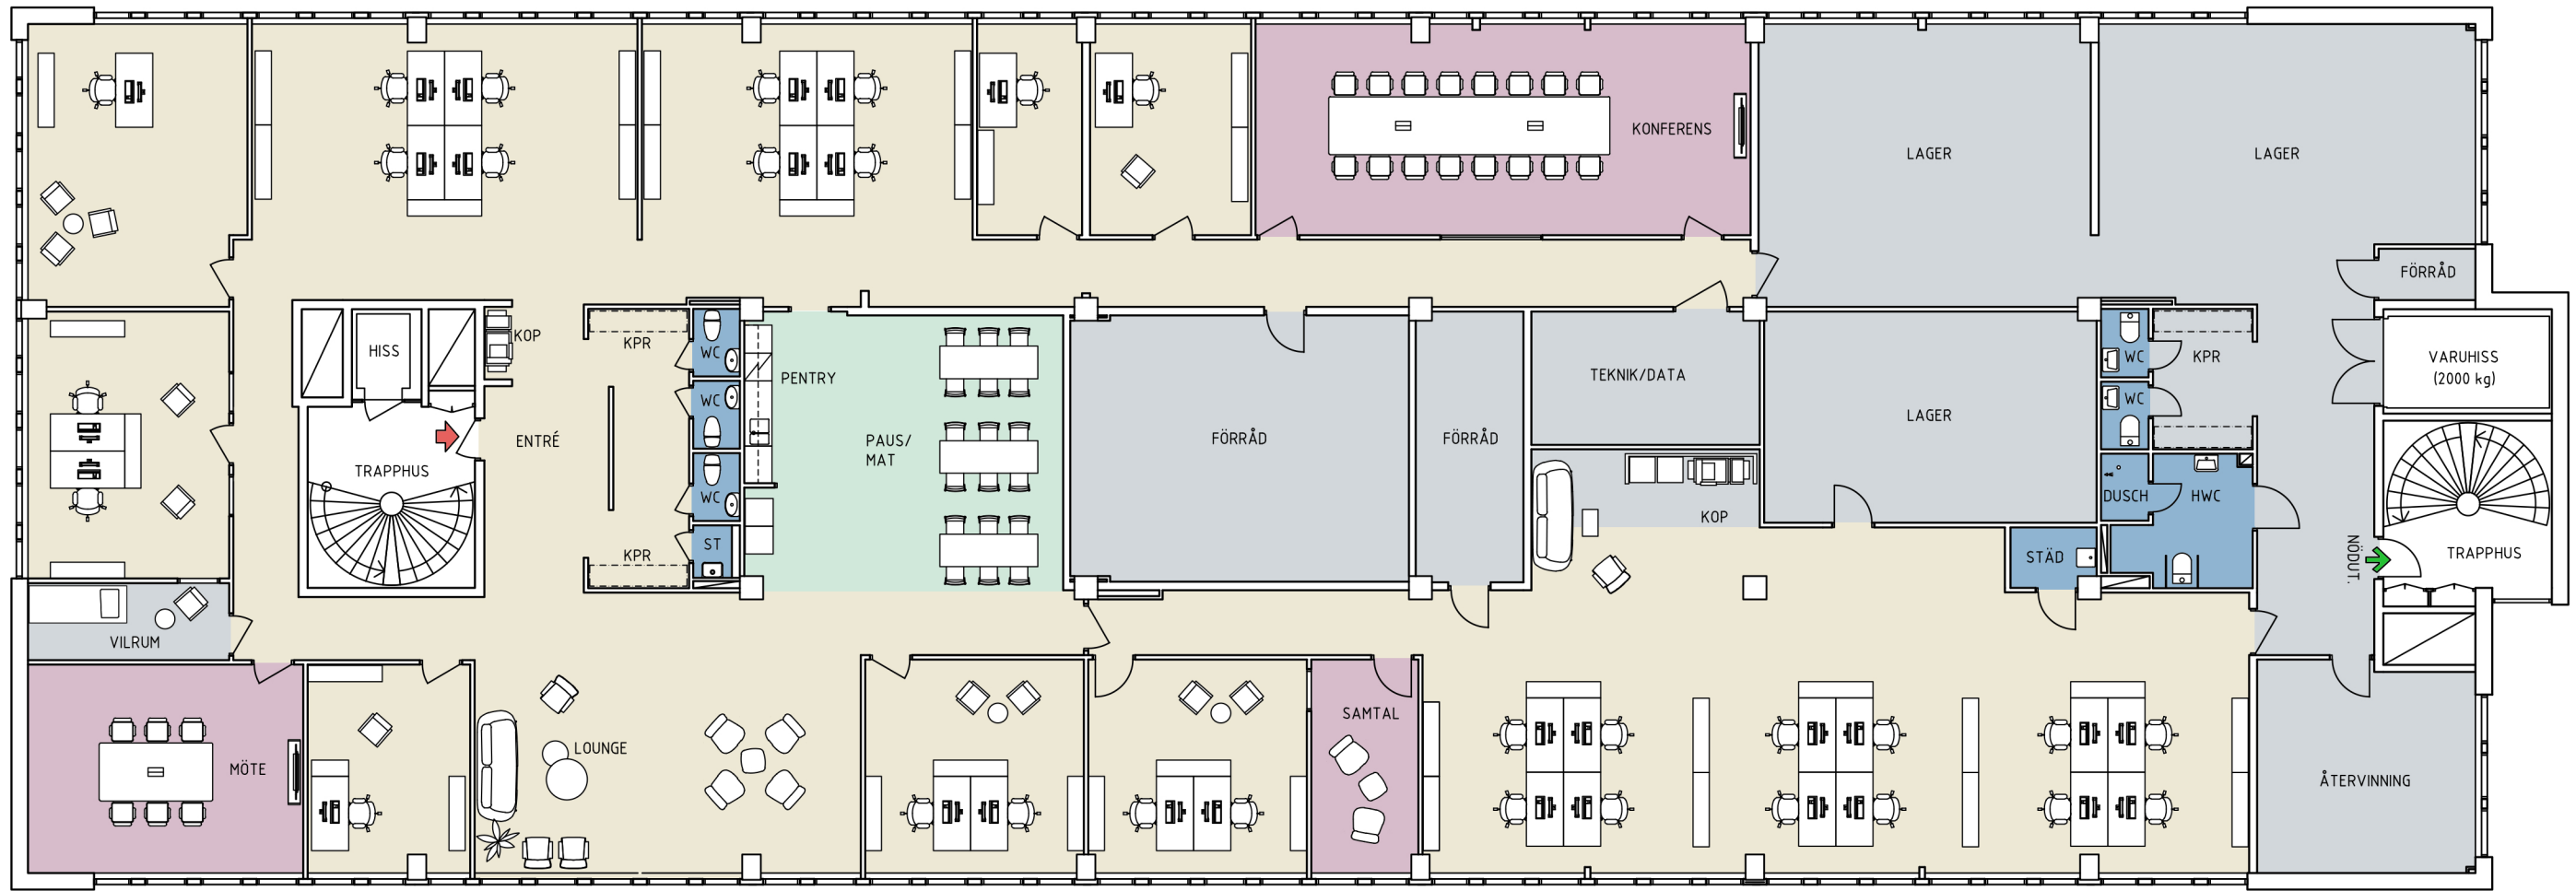 KONFERENS
LAGER
LAGER
FÖRRÅD
HISS
KOP
KPR
WC
PENTRY
TEKNIK/DATA
WC
KPR
VARUHISS
(2000 kg)
WC
WC
ENTRÉ
PAUS/
MAT
FÖRRÅD
FÖRRÅD
LAGER
TRAPPHUS
WC
DUSCH
HWC
KOP
KPR
ST
STÄD
NÖDUT.
TRAPPHUS
VILRUM
SAMTAL
MÖTE
LOUNGE
ÅTERVINNING